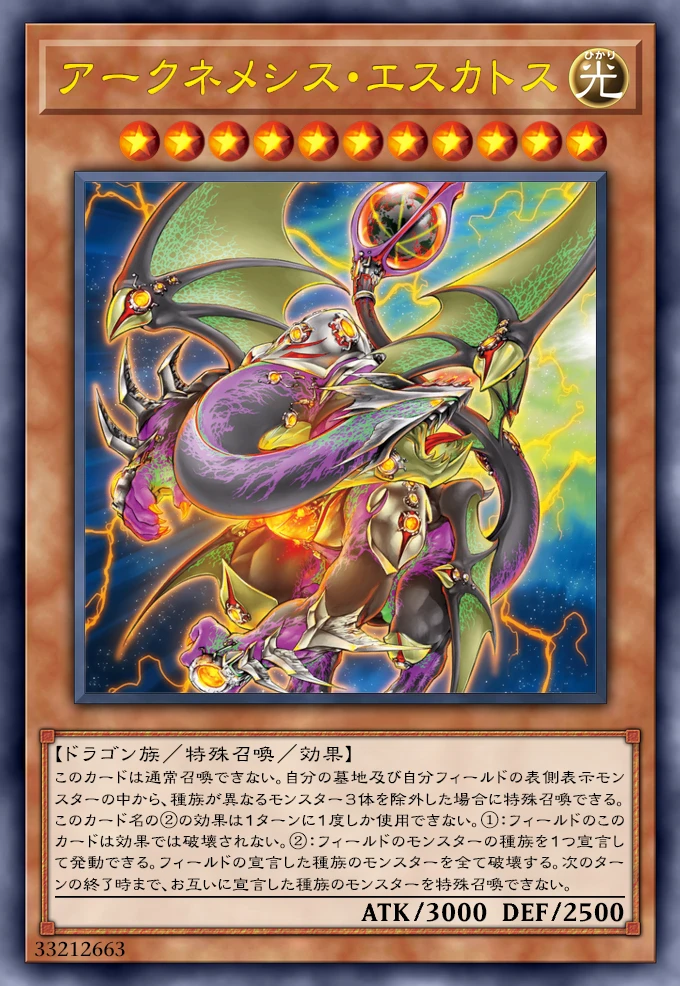 アークネメシス・エスカトス
ひかり
光
【ドラゴン族／特殊召喚／効果】
このカードは通常召喚できない。自分の墓地及び自分フィールドの表側表示モン
スターの中から、種族が異なるモンスター３体を除外した場合に特殊召喚できる。
このカード名の②の効果は１ターンに１度しか使用できない。①：フィールドのこの
カードは効果では破壊されない。②：フィールドのモンスターの種族を１つ宣言し
て発動できる。フィールドの宣言した種族のモンスターを全て破壊する。次のター
ンの終了時まで、お互いに宣言した種族のモンスターを特殊召喚できない。
ATK/3000 DEF/2500
33212663